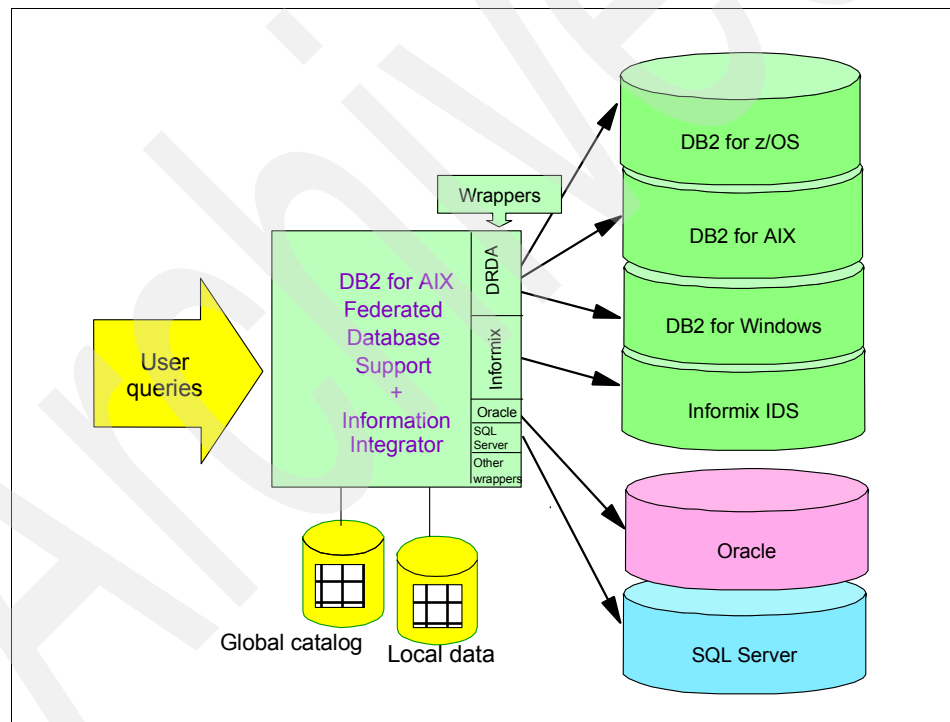 DB2 for z/OS
Wrappers
DRDA
DB2 for AIX
DB2 for AIX
Federated
Database
Support
+
Information
Integrator
DB2 for Windows
User
queries
Informix
Informix IDS
Oracle
SQL
Server
Other
wrappers
Oracle
Global catalog
Local data
SQL Server